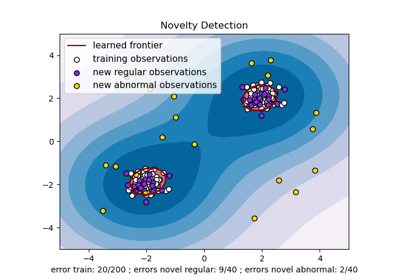 Novelty Detection
learned frontier
training observations
new regular observations
new abnormal observations
4
2
0
−2
−4
−4 −2 0 2 4
error train: 20/200 ; errors novel regular: 9/40 ; errors novel abnormal: 2/40